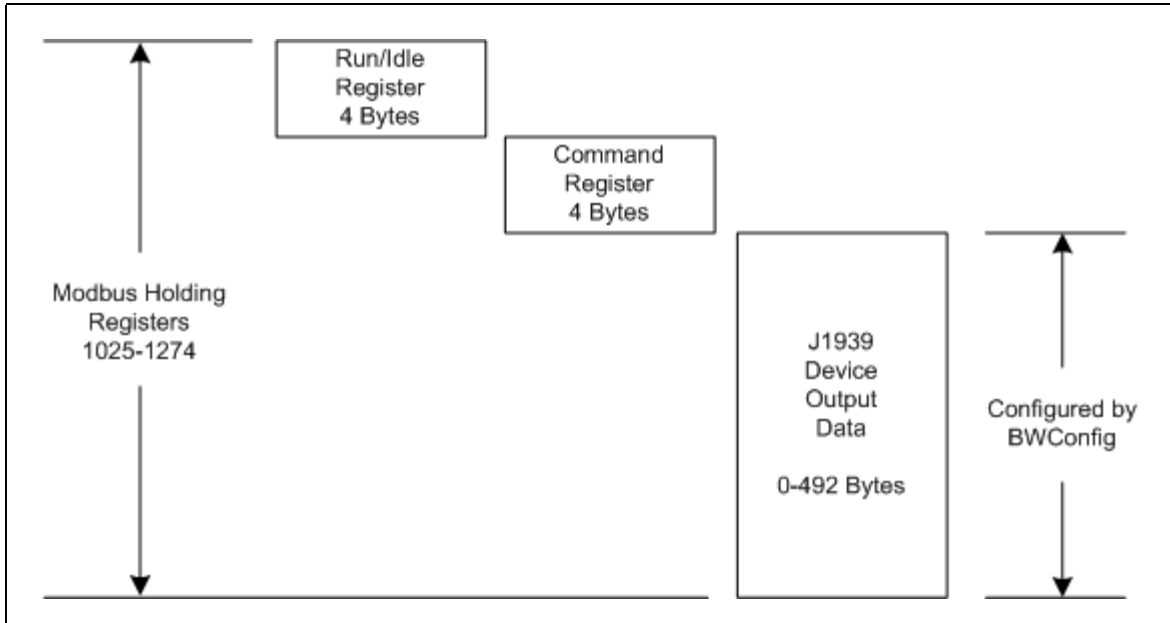 Run/Idle
Register
4 Bytes
Command
Register
4 Bytes
Modbus Holding
Registers
1025-1274
J1939
Device
Output
Data
0-492 Bytes
Configured by
BWConfig